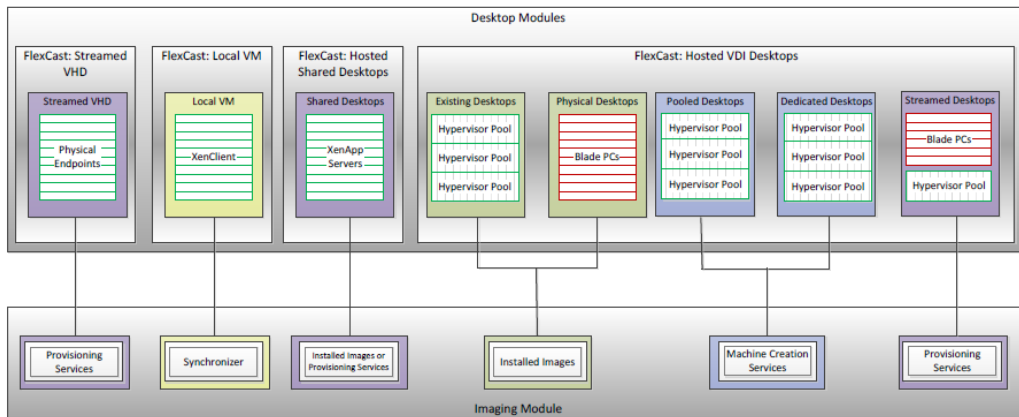 Desktop Modules
FlexCast: Streamed
VHD
FlexCast: Local VM
FlexCast: Hosted
Shared Desktops
FlexCast: Hosted VDI Desktops
Streamed VHD
Physical
Endpoints
Local VM
XenClient
Shared Desktops
XenApp
Servers
Existing Desktops
Hypervisor Pool
Hypervisor Pool
Hypervisor Pool
Physical Desktops
Blade PCs
Pooled Desktops
Hypervisor Pool
Hypervisor Pool
Hypervisor Pool
Dedicated Desktops
Hypervisor Pool
Hypervisor Pool
Hypervisor Pool
Streamed Desktops
Blade PCs
Hypervisor Pool
Provisioning
Services
Synchronizer
Installed Images or
Provisioning Services
Installed Images
Machine Creation
Services
Provisioning
Services
Imaging Module